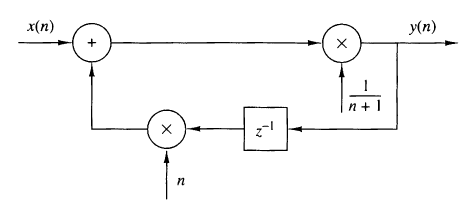 x(n)
y(n)
+
×
1
n + 1
×
z⁻¹
n